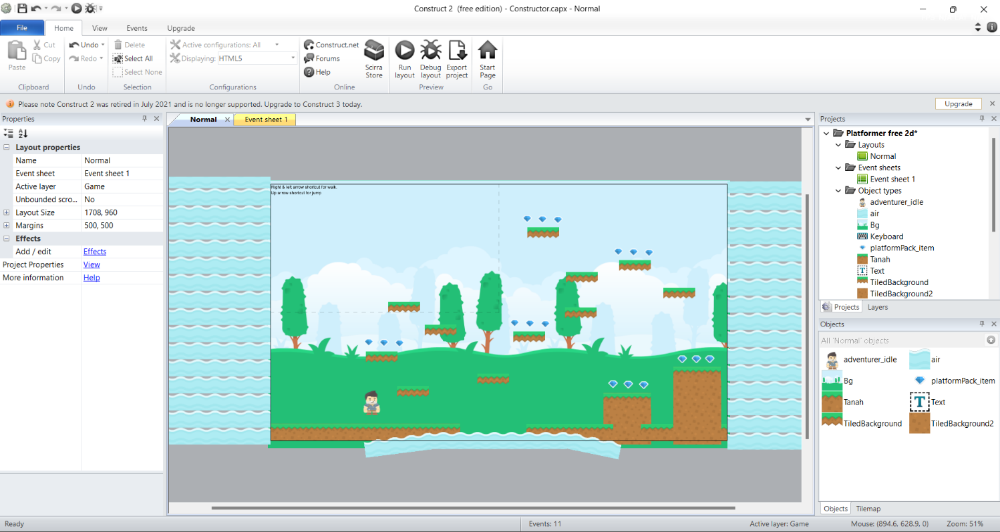 Construct 2  (free edition) - Constructor.capx - Normal
File Home View Events Upgrade
Paste
Cut
Copy
Clipboard
Undo
Redo
Undo
Delete
Select All
Select None
Selection
Active configurations: All
Displaying: HTML5
Configurations
Construct.net
Forums
Help
Scirra
Store
Online
Run
layout
Debug
layout
Export
project
Preview
Start
Page
Go
Please note Construct 2 was retired in July 2021 and is no longer supported. Upgrade to Construct 3 today.
Upgrade
Properties
Layout properties
Name Normal
Event sheet Event sheet 1
Active layer Game
Unbounded scro... No
Layout Size 1708, 960
Margins 500, 500
Effects
Add / edit Effects
Project Properties View
More information Help
Normal
Event sheet 1
Right & left arrow shortcut for walk.
Up arrow shortcut for jump
Projects
Platformer free 2d*
Layouts
Normal
Event sheets
Event sheet 1
Object types
adventurer_idle
air
Bg
Keyboard
platformPack_item
Tanah
Text
TiledBackground
TiledBackground2
Projects Layers
Objects
All 'Normal' objects
adventurer_idle air
Bg platformPack_item
Tanah Text
TiledBackground TiledBackground2
Objects Tilemap
Ready Events: 11 Active layer: Game Mouse: (894.6, 628.9, 0) Zoom: 51%